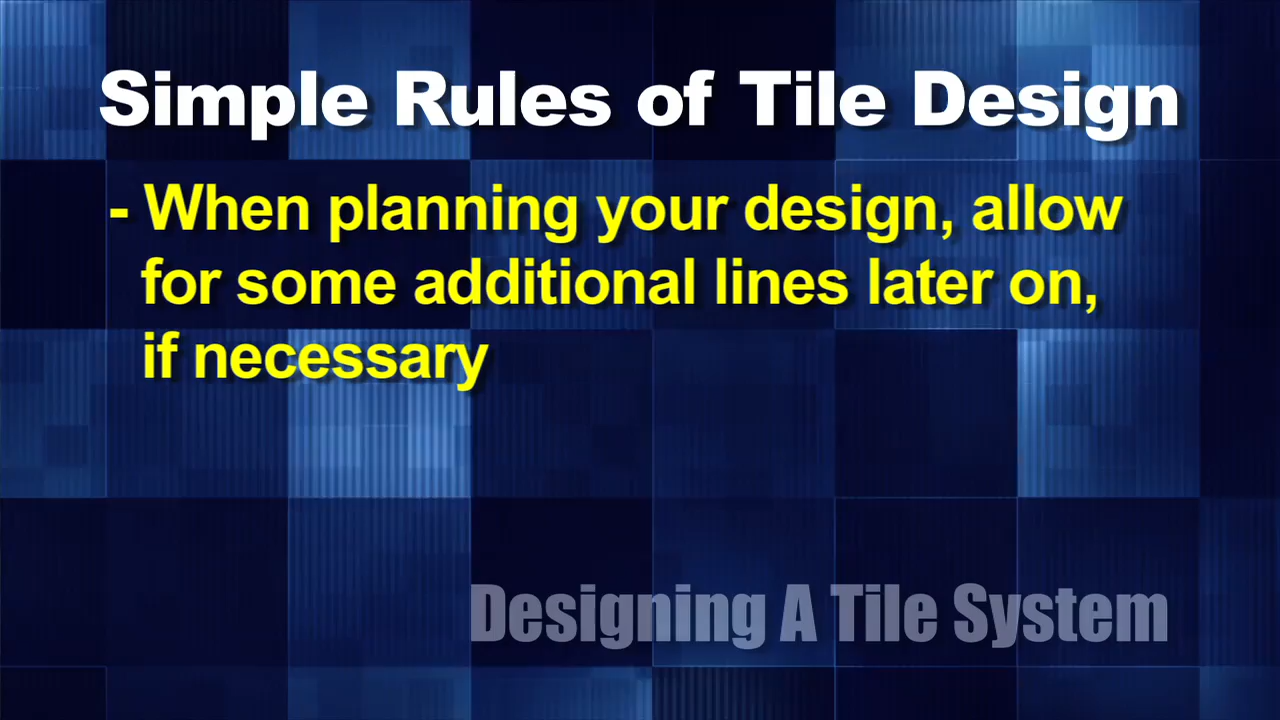 Simple Rules of Tile Design
- When planning your design, allow
for some additional lines later on,
if necessary
Designing A Tile System